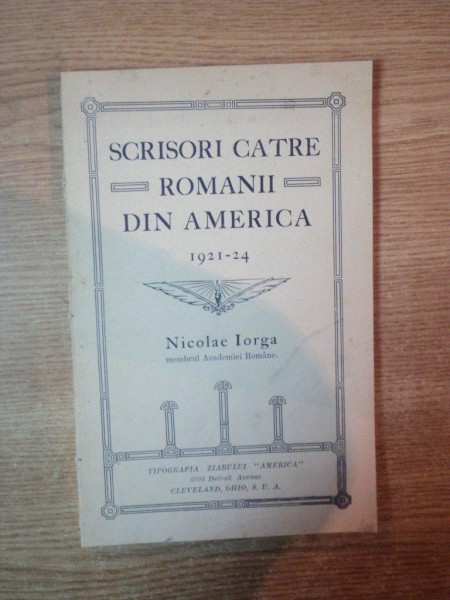 SCRISORI CATRE
ROMANII
DIN AMERICA
1921-24
Nicolae Iorga
membrul Academiei Române.
TIPOGRAFIA ZIARULUI "AMERICA"
5705 Detroit Avenue
CLEVELAND, OHIO, S. U. A.